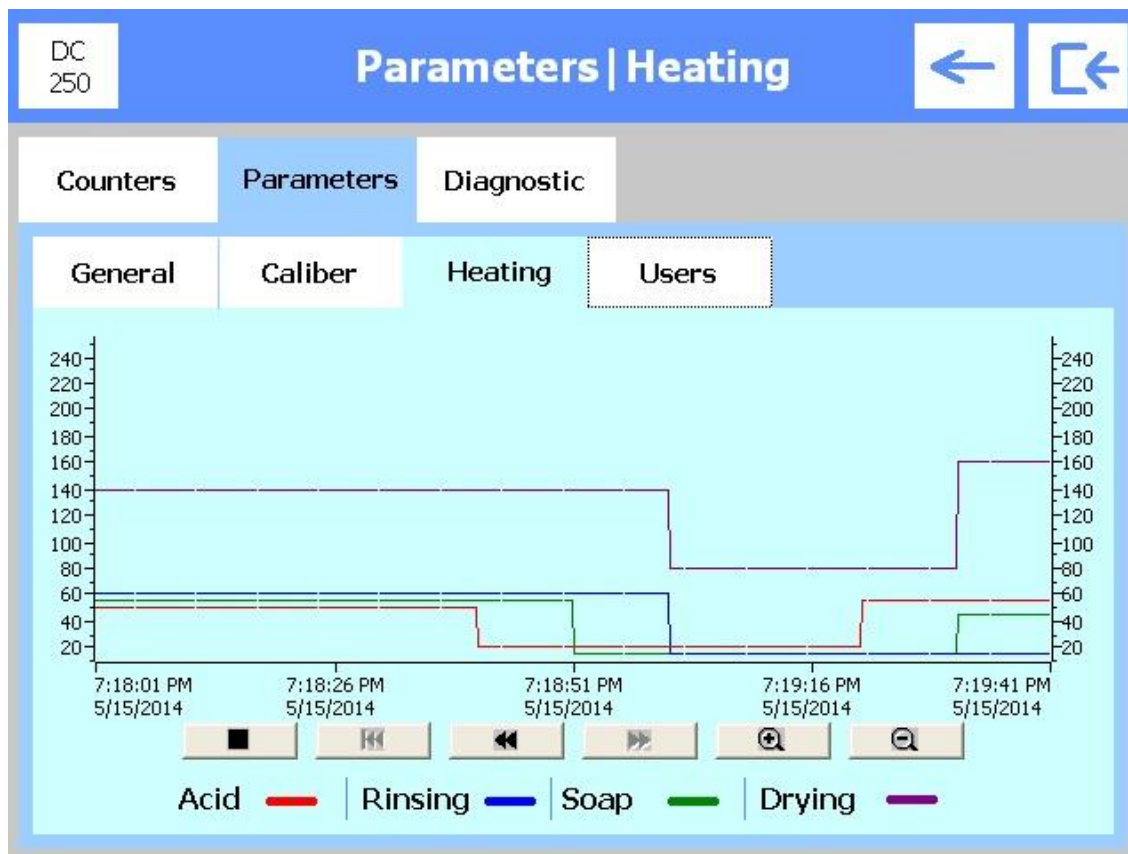 DC
250
Parameters|Heating
Counters
Parameters
Diagnostic
General
Caliber
Heating
Users
240
220
200
180
160
140
120
100
80
60
40
20
240
220
200
180
160
140
120
100
80
60
40
20
7:18:01 PM
5/15/2014
7:18:26 PM
5/15/2014
7:18:51 PM
5/15/2014
7:19:16 PM
5/15/2014
7:19:41 PM
5/15/2014
Acid
Rinsing
Soap
Drying